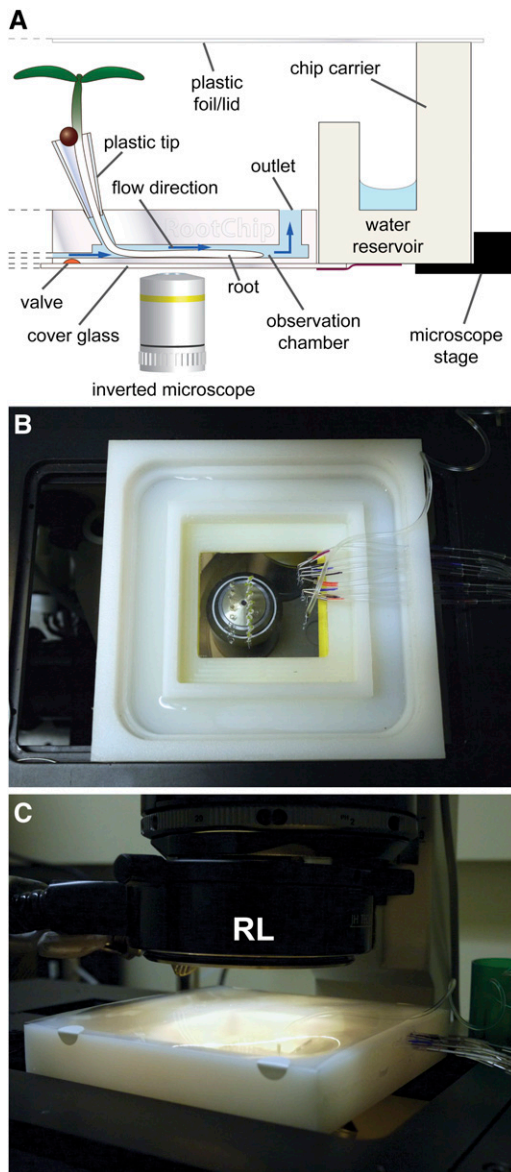 A
plastic
foil/lid
chip carrier
plastic tip
outlet
flow direction
RootChip
water
reservoir
valve
root
cover glass
observation
chamber
microscope
stage
inverted microscope
B
C
RL